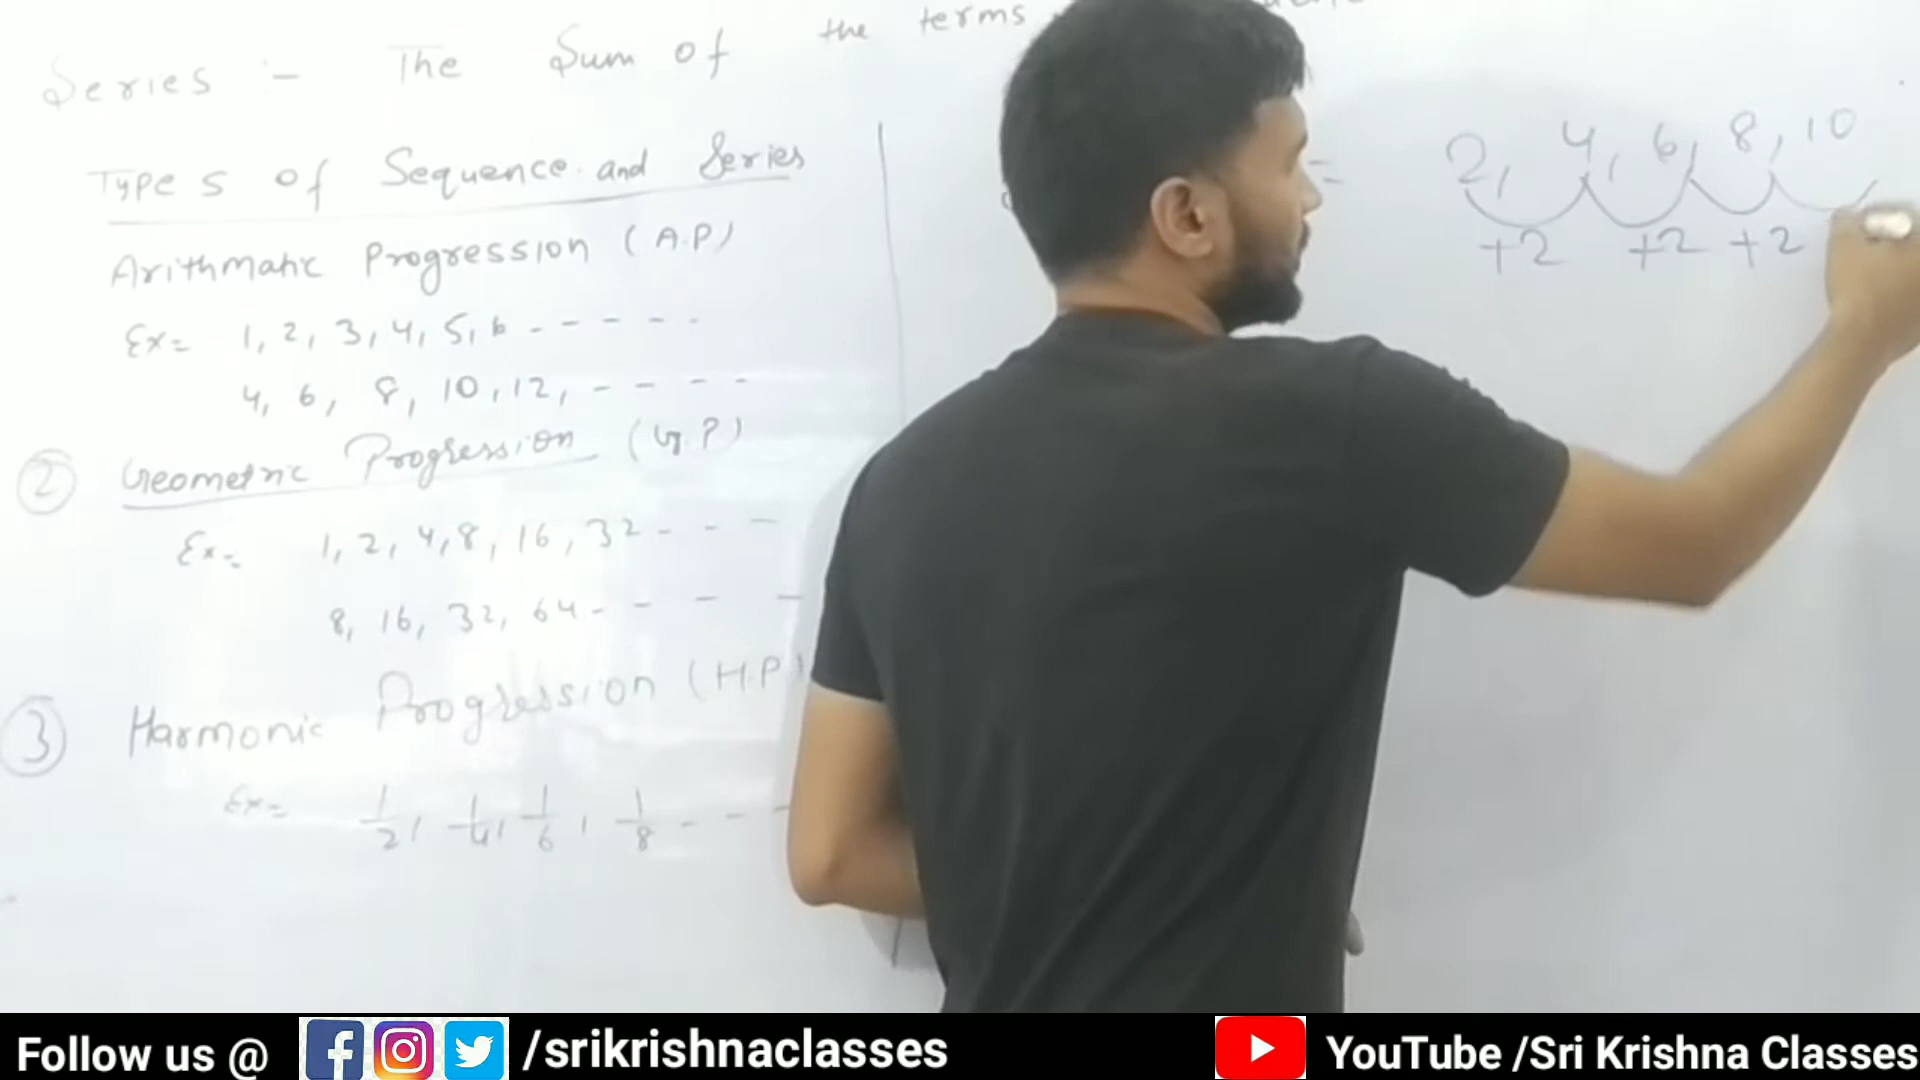 Series :- The Sum of the terms
Types of Sequence and Series
Arithmatic Progression (A.P)
Ex= 1, 2, 3, 4, 5, 6 - - - - -
4, 6, 8, 10, 12, - - - -
② Geometric Progression (G.P)
Ex= 1, 2, 4, 8, 16, 32 - - -
8, 16, 32, 64 - - - -
③ Harmonic Progression (H.P)
Ex= 1/2, 1/4, 1/6, 1/8 - - -
= 2, 4, 6, 8, 10
+2 +2 +2
Follow us @ /srikrishnaclasses
YouTube /Sri Krishna Classes